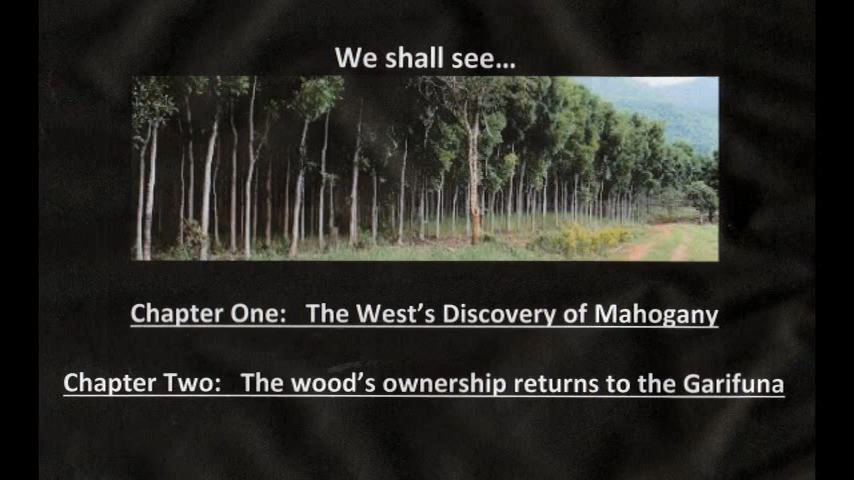 We shall see…
Chapter One: The West’s Discovery of Mahogany
Chapter Two: The wood’s ownership returns to the Garifuna